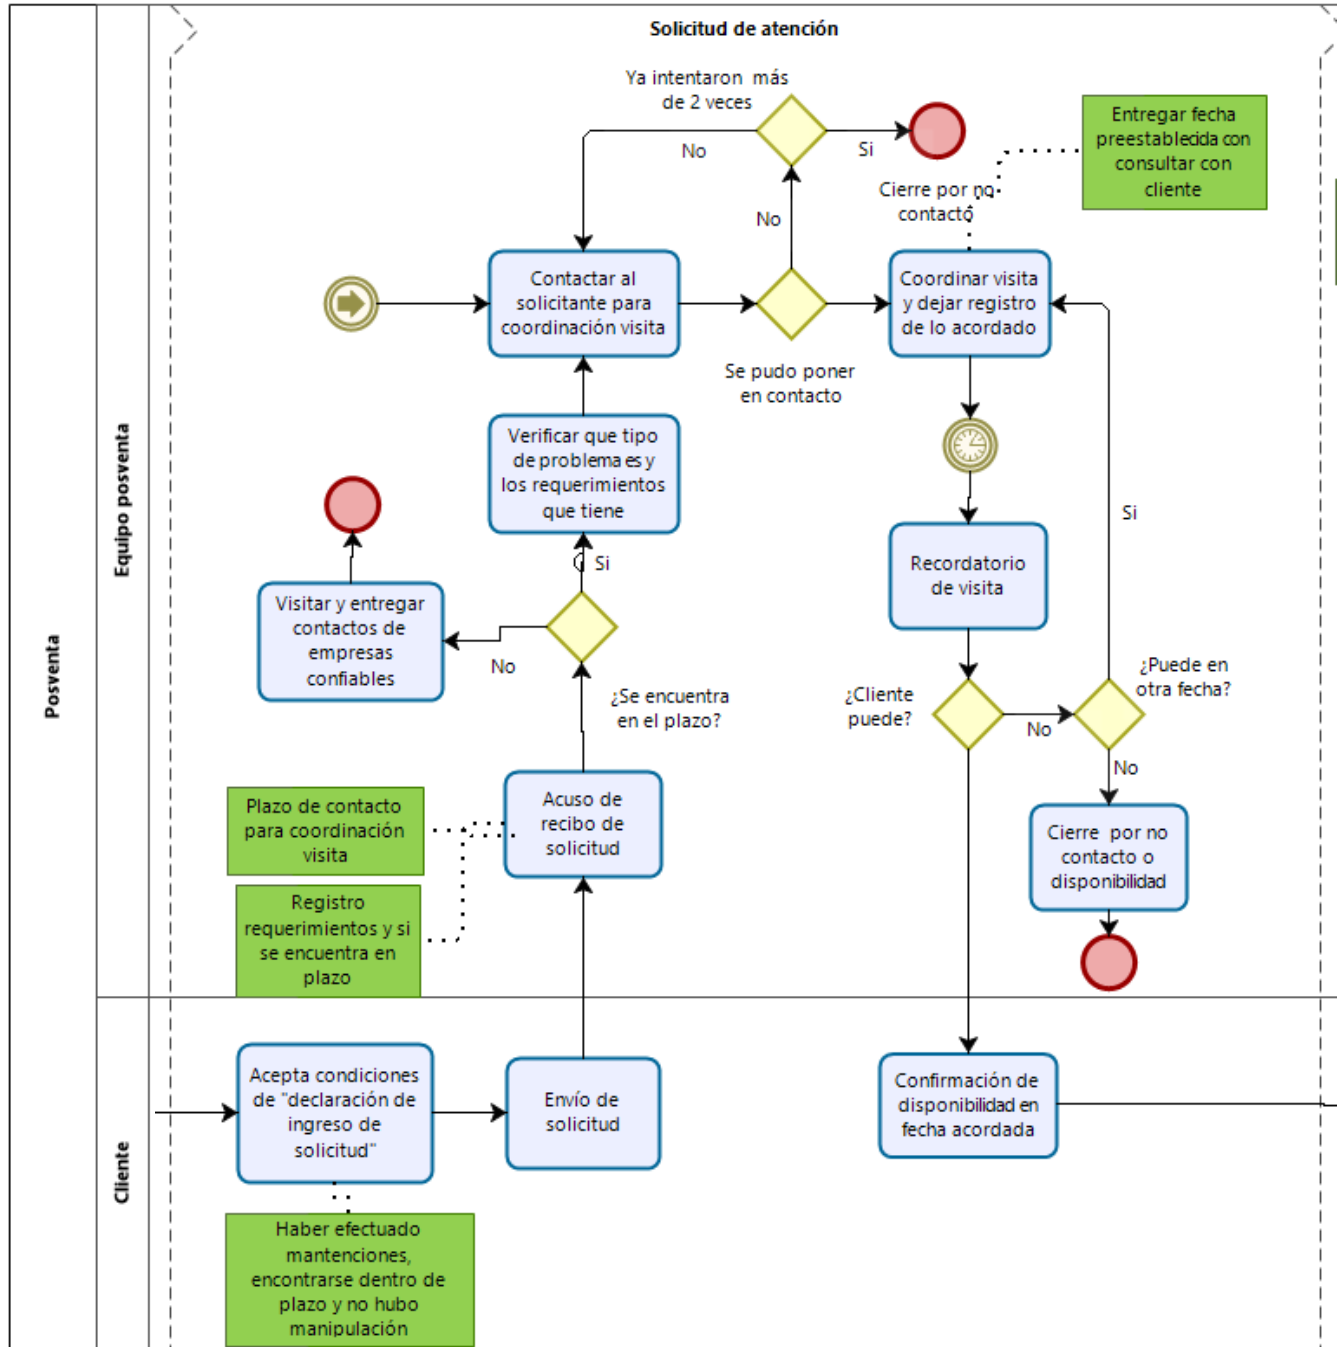 Solicitud de atención
Ya intentaron más
de 2 veces
No
Si
Entregar fecha
preestablecida con
consultar con
cliente
Cierre por no
contacto
No
Contactar al
solicitante para
coordinación visita
Coordinar visita
y dejar registro
de lo acordado
Se pudo poner
en contacto
Verificar que tipo
de problema es y
los requerimientos
que tiene
Si
Si
Equipo posventa
Recordatorio
de visita
Visitar y entregar
contactos de
empresas
confiables
No
Posventa
¿Se encuentra
en el plazo?
¿Cliente
puede?
No
¿Puede en
otra fecha?
No
Plazo de contacto
para coordinación
visita
Acuso de
recibo de
solicitud
Cierre por no
contacto o
disponibilidad
Registro
requerimientos y si
se encuentra en
plazo
Cliente
Acepta condiciones
de "declaración de
ingreso de
solicitud"
Envío de
solicitud
Confirmación de
disponibilidad en
fecha acordada
Haber efectuado
mantenciones,
encontrarse dentro de
plazo y no hubo
manipulación